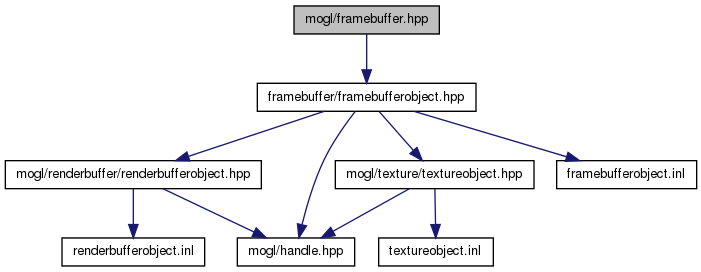 mogl/framebuffer.hpp
framebuffer/framebufferobject.hpp
mogl/renderbuffer/renderbufferobject.hpp
mogl/texture/textureobject.hpp
framebufferobject.inl
renderbufferobject.inl
mogl/handle.hpp
textureobject.inl